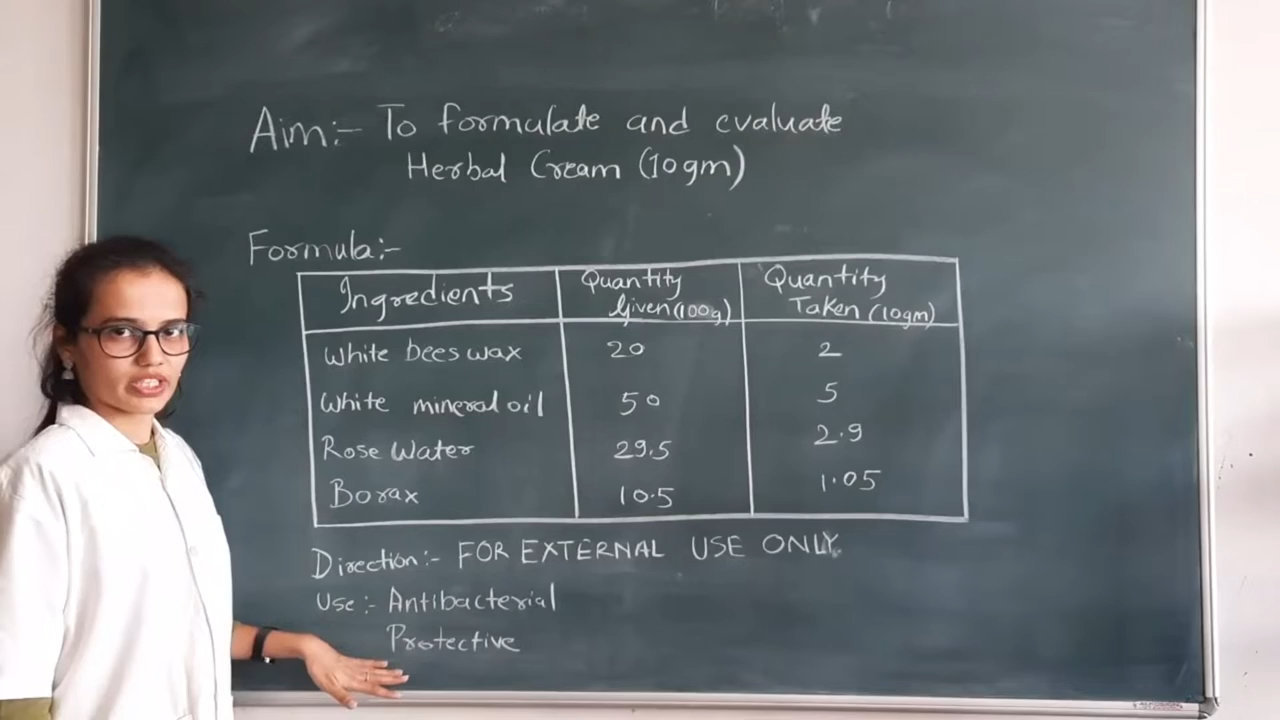 Aim:- To formulate and evaluate
Herbal Cream (10gm)
Formula:-
Ingredients Quantity Given (100g) Quantity Taken (10gm)
White bees wax 20 2
White mineral oil 50 5
Rose Water 29.5 2.9
Borax 10.5 1.05
Direction:- FOR EXTERNAL USE ONLY.
Use:- Antibacterial
Protective